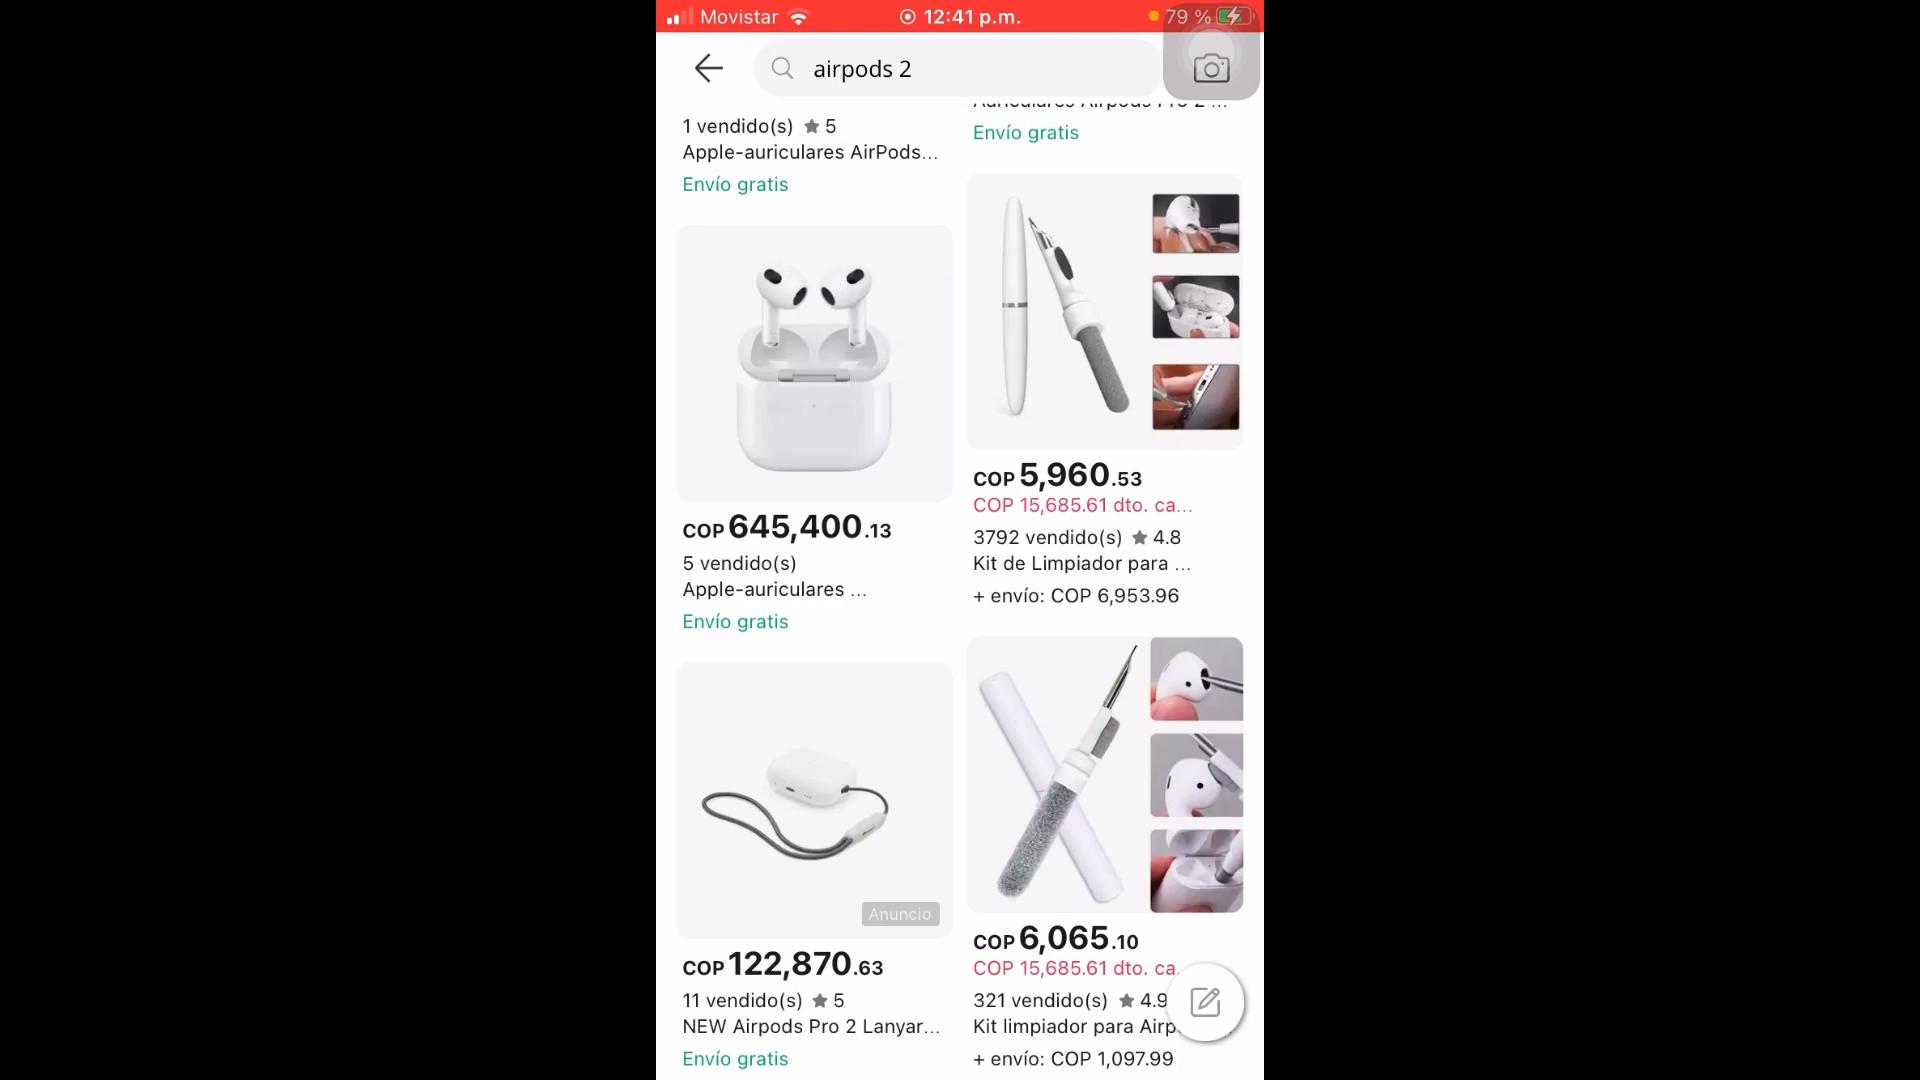 Movistar 12:41 p.m. 79 %
airpods 2
1 vendido(s) 5
Apple-auriculares AirPods...
Envío gratis
COP 645,400.13
5 vendido(s)
Apple-auriculares ...
Envío gratis
Anuncio
COP 122,870.63
11 vendido(s) 5
NEW Airpods Pro 2 Lanyar...
Envío gratis
Auriculares Airpods Pro 2 ...
Envío gratis
COP 5,960.53
COP 15,685.61 dto. ca...
3792 vendido(s) 4.8
Kit de Limpiador para ...
+ envío: COP 6,953.96
COP 6,065.10
COP 15,685.61 dto. ca.
321 vendido(s) 4.9
Kit limpiador para Airp
+ envío: COP 1,097.99